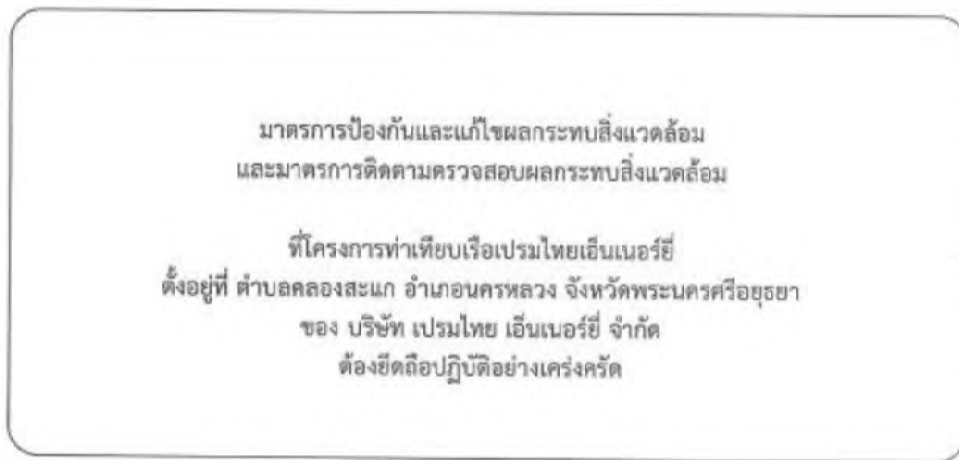 มาตรการป้องกันและแก้ไขผลกระทบสิ่งแวดล้อม
และมาตรการติดตามตรวจสอบผลกระทบสิ่งแวดล้อม
ที่โครงการท่าเทียบเรือเปรมไทยเอ็นเนอร์ยี่
ตั้งอยู่ที่ ตำบลคลองสะแก อำเภอนครหลวง จังหวัดพระนครศรีอยุธยา
ของ บริษัท เปรมไทย เอ็นเนอร์ยี่ จำกัด
ต้องยึดถือปฏิบัติอย่างเคร่งครัด